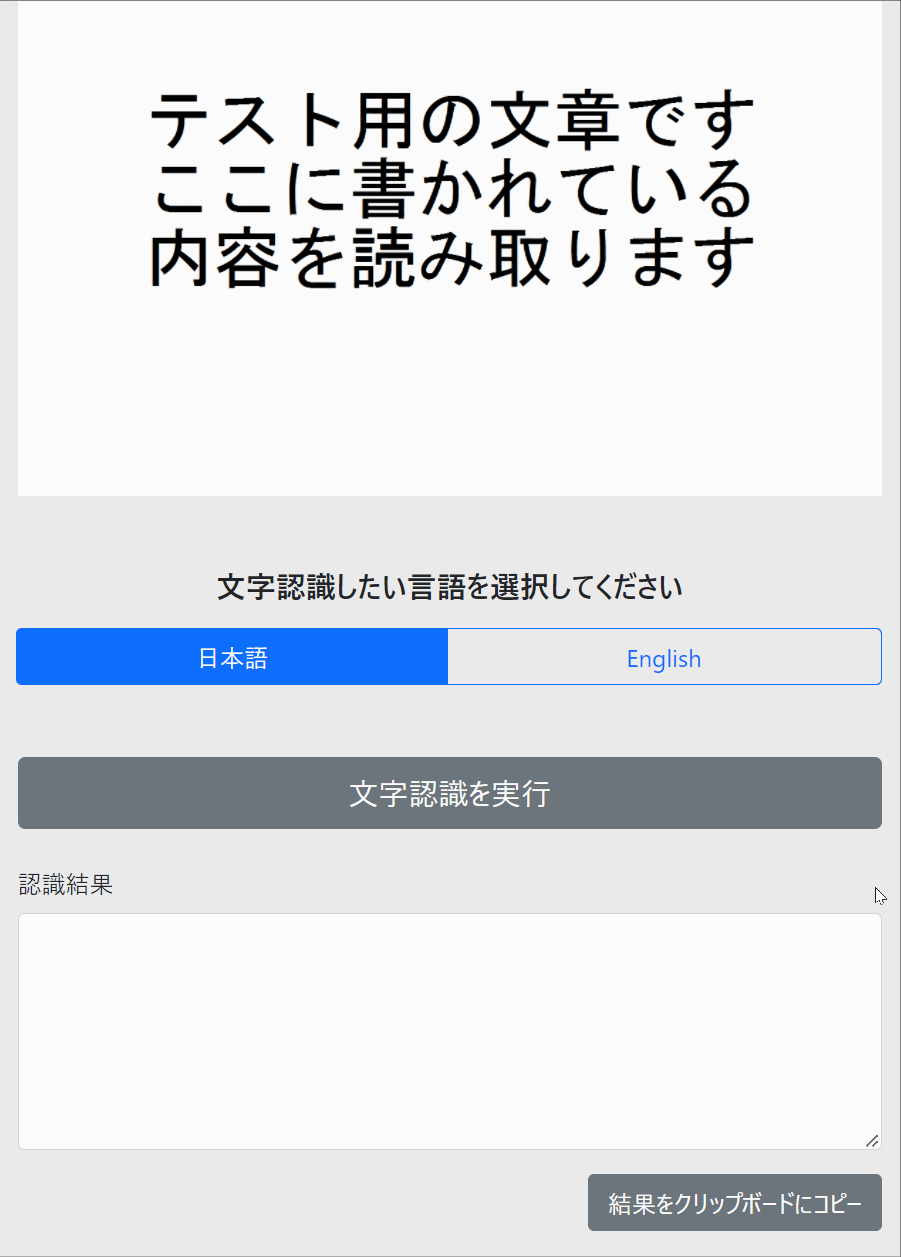 テスト用の文章です
ここに書かれている
内容を読み取ります
文字認識したい言語を選択してください
日本語
English
文字認識を実行
認識結果
結果をクリップボードにコピー